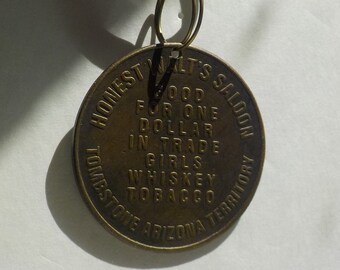 HONEST WALT'S SALOON
GOOD
FOR ONE
DOLLAR
IN TRADE
GIRLS
WHISKEY
TOBACCO
TOMBSTONE ARIZONA TERRITORY